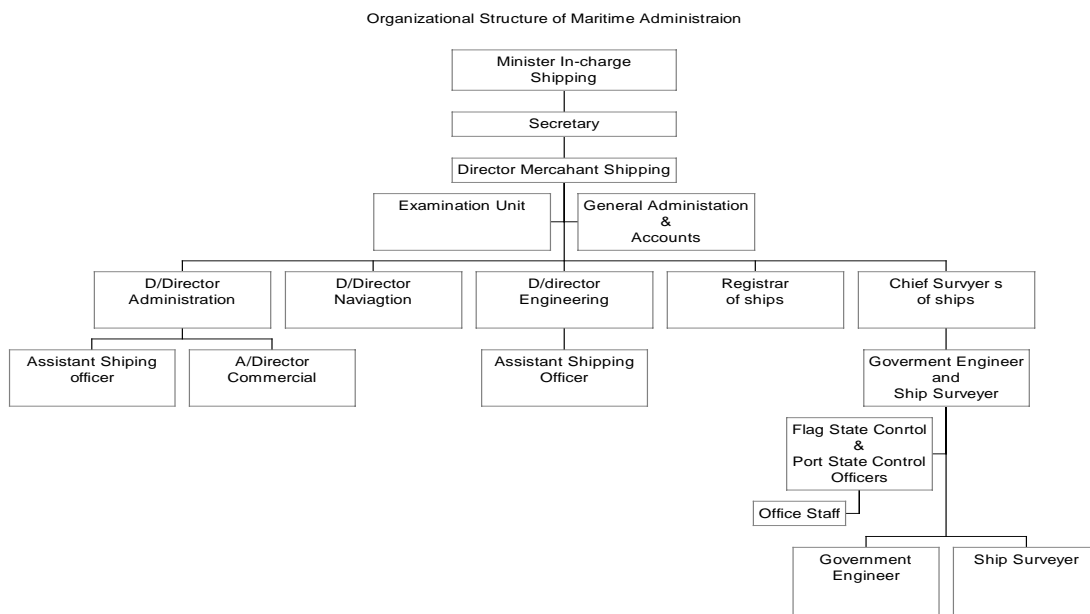 Organizational Structure of Maritime Administraion
Minister In-charge
Shipping
Secretary
Director Mercahant Shipping
Examination Unit
General Administation
&
Accounts
D/Director
Administration
D/Director
Naviagtion
D/director
Engineering
Registrar
of ships
Chief Survyer s
of ships
Assistant Shiping
officer
A/Director
Commercial
Assistant Shipping
Officer
Goverment Engineer
and
Ship Surveyer
Flag State Conrtol
&
Port State Control
Officers
Office Staff
Government
Engineer
Ship Surveyer